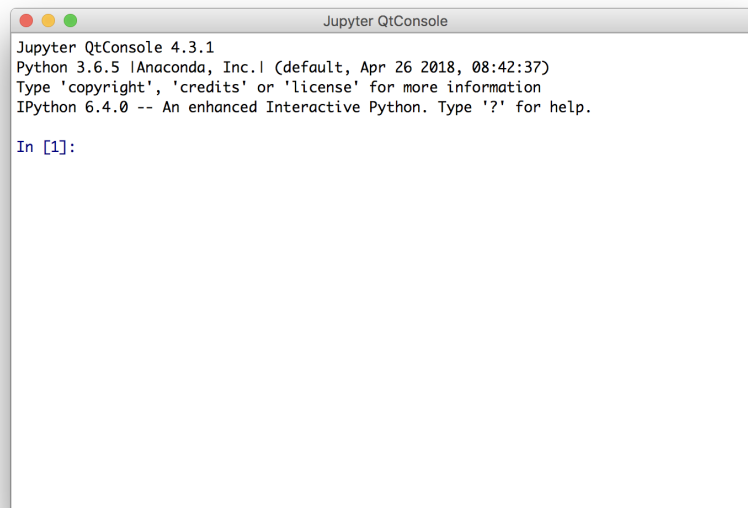 Jupyter QtConsole
Jupyter QtConsole 4.3.1
Python 3.6.5 |Anaconda, Inc.| (default, Apr 26 2018, 08:42:37)
Type 'copyright', 'credits' or 'license' for more information
IPython 6.4.0 -- An enhanced Interactive Python. Type '?' for help.
In [1]: